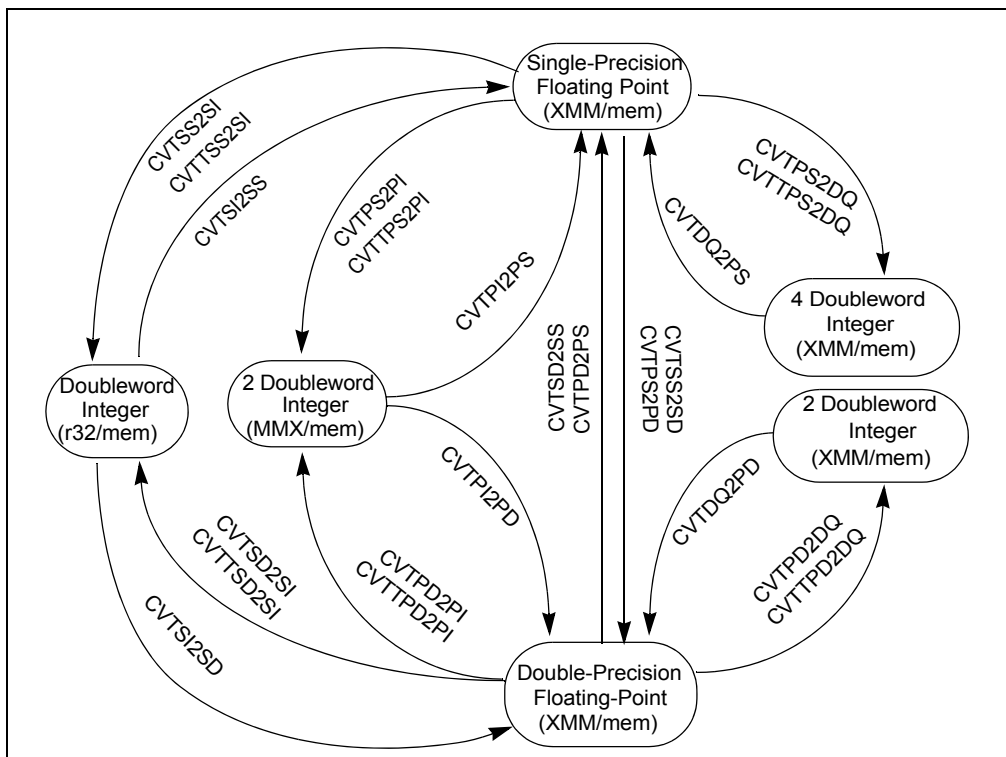 Single-Precision
Floating Point
(XMM/mem)
CVTSS2SI
CVTTSS2SI
CVTSI2SS
CVTPS2PI
CVTTPS2PI
CVTPI2PS
CVTPS2DQ
CVTTPS2DQ
CVTDQ2PS
4 Doubleword
Integer
(XMM/mem)
Doubleword
Integer
(r32/mem)
2 Doubleword
Integer
(MMX/mem)
CVTSD2SS
CVTPD2PS
CVTSS2SD
CVTPS2PD
2 Doubleword
Integer
(XMM/mem)
CVTPI2PD
CVTDQ2PD
CVTSD2SI
CVTTSD2SI
CVTPD2PI
CVTTPD2PI
CVTPD2DQ
CVTTPD2DQ
CVTSI2SD
Double-Precision
Floating-Point
(XMM/mem)